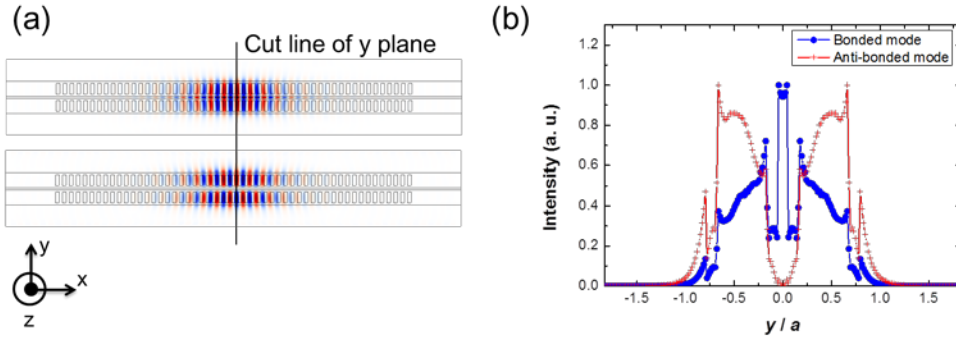 (a)
Cut line of y plane
y
x
z
(b)
Bonded mode
Anti-bonded mode
Intensity (a. u.)
1.2
1.0
0.8
0.6
0.4
0.2
0.0
-1.5 -1.0 -0.5 0.0 0.5 1.0 1.5
y / a